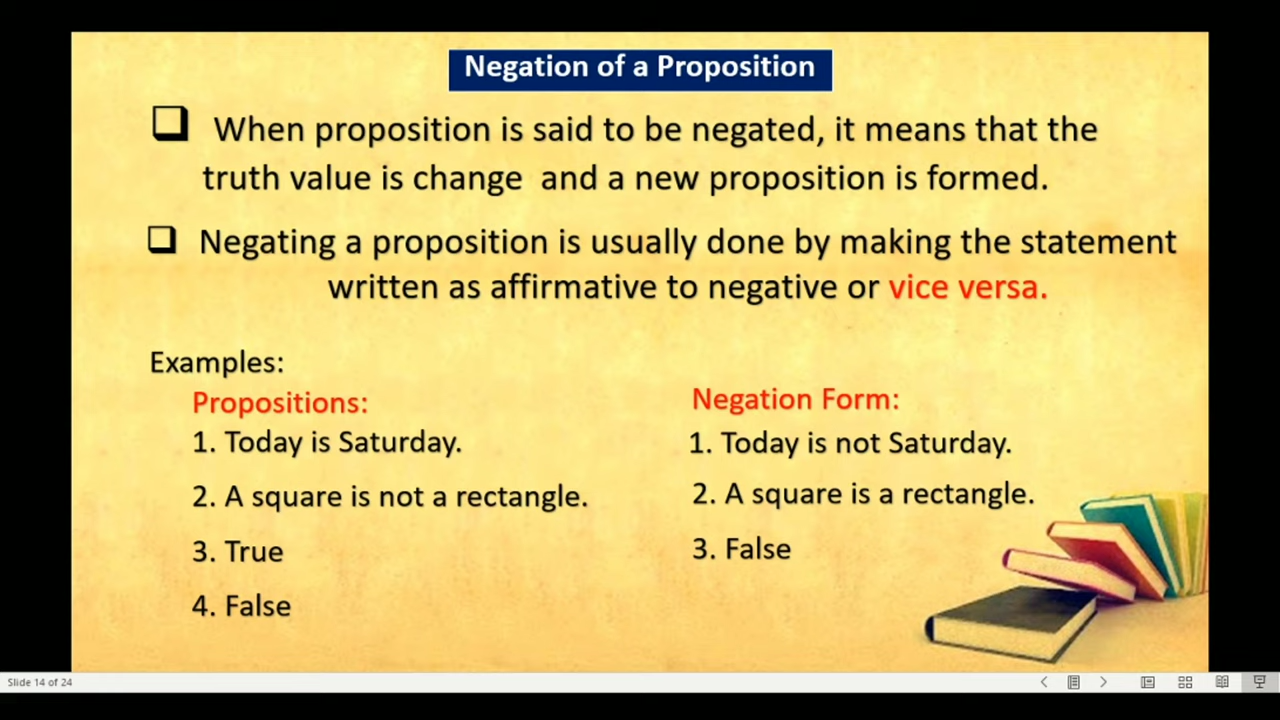 Negation of a Proposition
When proposition is said to be negated, it means that the
truth value is change and a new proposition is formed.
Negating a proposition is usually done by making the statement
written as affirmative to negative or vice versa.
Examples:
Propositions:
1. Today is Saturday.
2. A square is not a rectangle.
3. True
4. False
Negation Form:
1. Today is not Saturday.
2. A square is a rectangle.
3. False
Slide 14 of 24